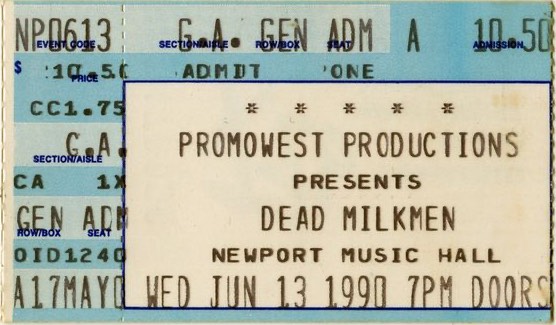 NP0613 G.A. GEN ADM A 10.50
EVENT CODE SECTION/AISLE ROW/BOX SEAT ADMISSION
$ 10.50 ADMIT ONE
PRICE
CC1.75 * * * * *
G.A. PROMOWEST PRODUCTIONS
SECTION/AISLE
CA 1X PRESENTS
GEN ADM DEAD MILKMEN
ROW/BOX SEAT
OID1240 NEWPORT MUSIC HALL
A17MAY0 WED JUN 13 1990 7PM DOORS